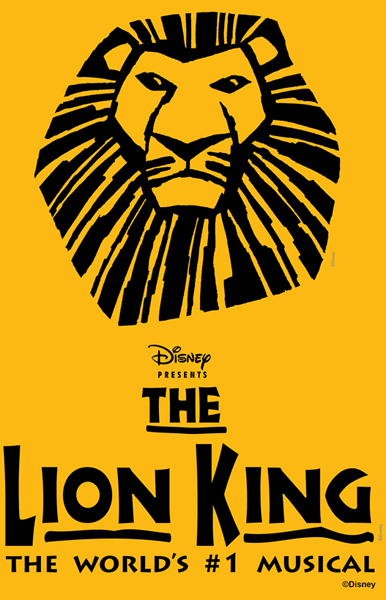 Disney
PRESENTS
THE
LION KING
THE WORLD'S #1 MUSICAL
©Disney